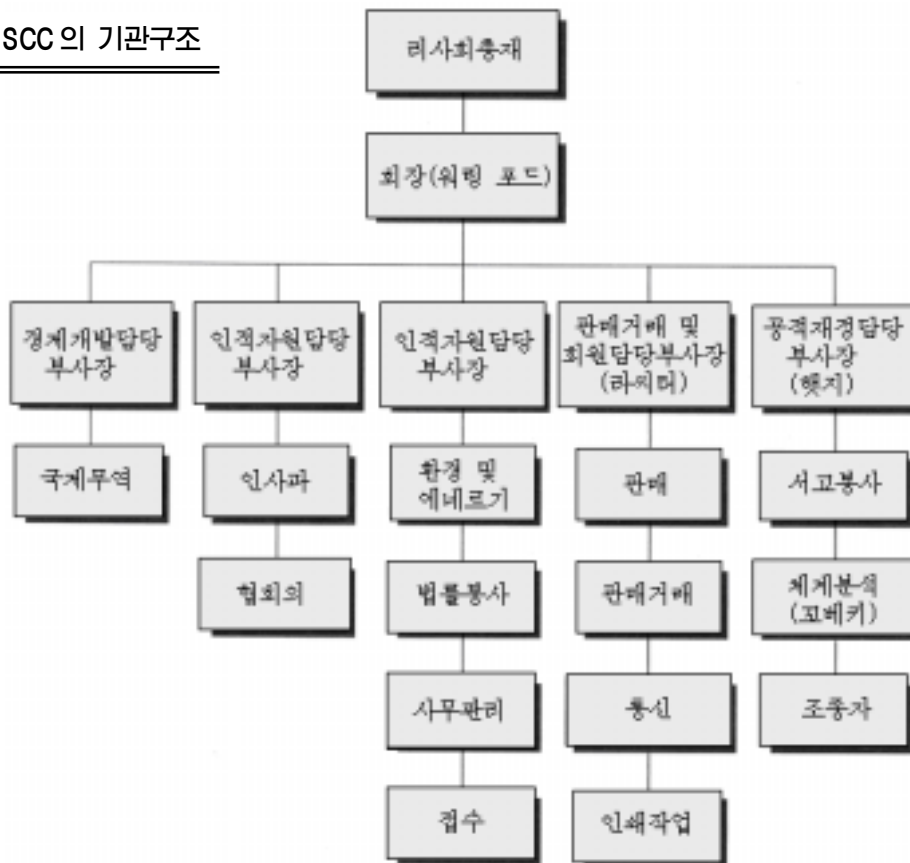 SCC의 기관구조
리사회총재
회장(워링 포드)
경제개발담당
부사장
인적자원담당
부사장
인적자원담당
부사장
판매거래 및
회원담당부사장
(라의터)
공적재정담당
부사장
(햇지)
국제무역
인사과
환경 및
에네르기
판매
서고봉사
협회의
법률봉사
판매거래
체계분석
(꼬베키)
사무관리
통신
조종자
접수
인쇄작업